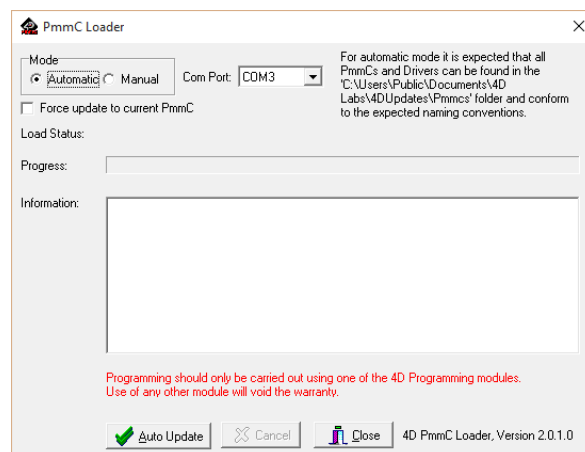 PmmC Loader
Mode
Automatic Manual
Com Port: COM3
For automatic mode it is expected that all
PmmCs and Drivers can be found in the
'C:\Users\Public\Documents\4D
Labs\4DUpdates\Pmmcs' folder and conform
to the expected naming conventions.
Force update to current PmmC
Load Status:
Progress:
Information:
Programming should only be carried out using one of the 4D Programming modules.
Use of any other module will void the warranty.
Auto Update Cancel Close 4D PmmC Loader, Version 2.0.1.0